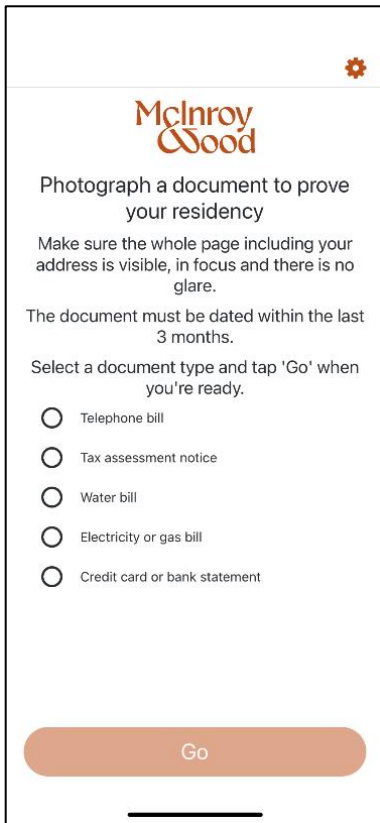 McInroy
&Wood
Photograph a document to prove
your residency
Make sure the whole page including your
address is visible, in focus and there is no
glare.
The document must be dated within the last
3 months.
Select a document type and tap 'Go' when
you're ready.
Telephone bill
Tax assessment notice
Water bill
Electricity or gas bill
Credit card or bank statement
Go